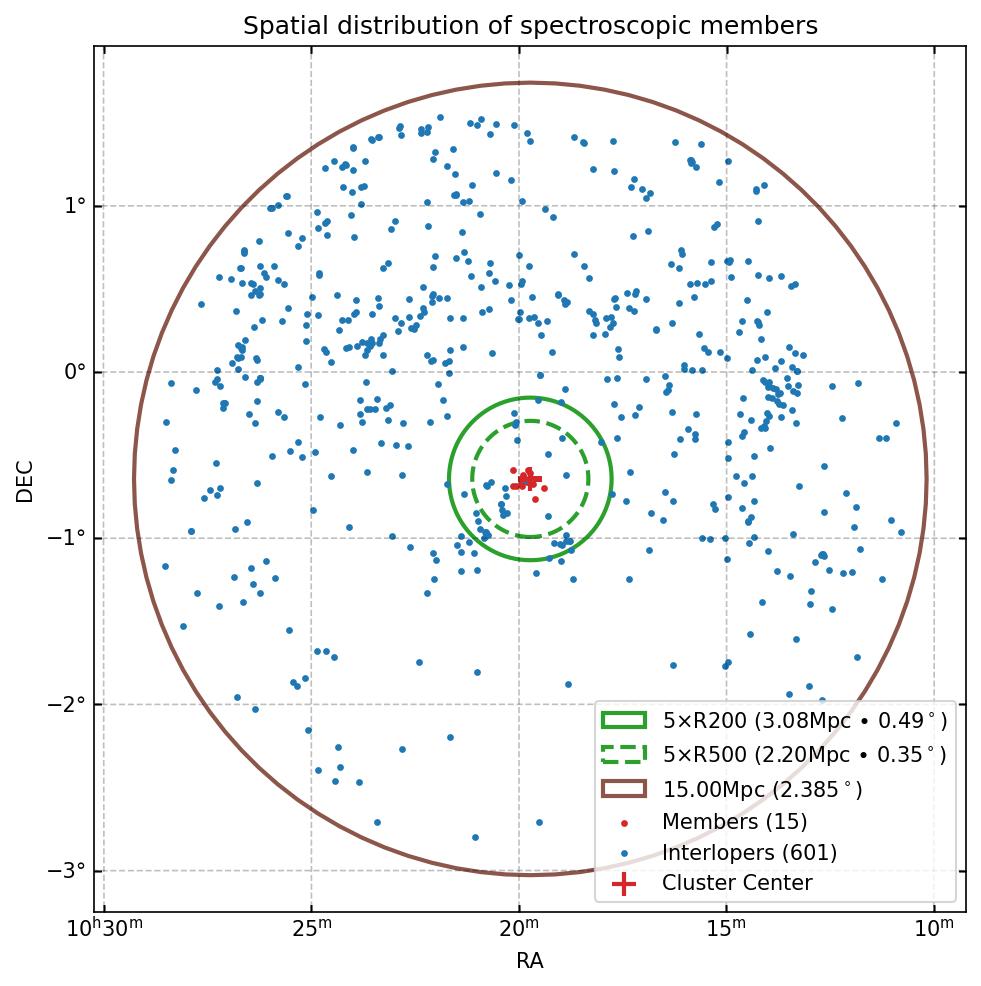 Spatial distribution of spectroscopic members
1°
0°
−1°
−2°
−3°
DEC
10ʰ30ᵐ 25ᵐ 20ᵐ 15ᵐ 10ᵐ
RA
5×R200 (3.08Mpc • 0.49°)
5×R500 (2.20Mpc • 0.35°)
15.00Mpc (2.385°)
Members (15)
Interlopers (601)
Cluster Center